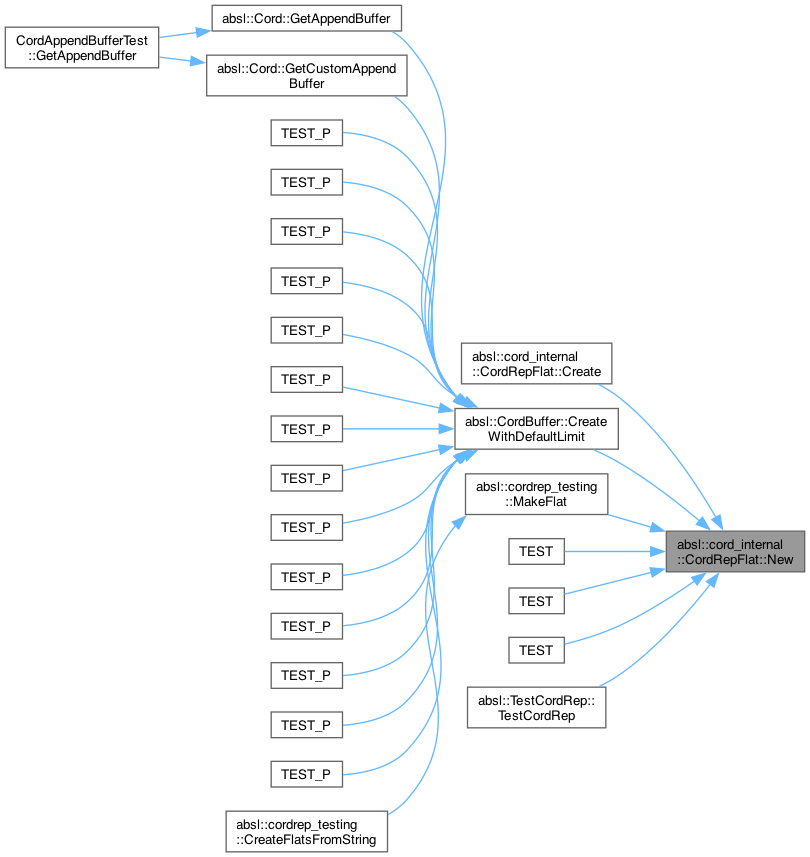 absl::Cord::GetAppendBuffer
CordAppendBufferTest
::GetAppendBuffer
absl::Cord::GetCustomAppend
Buffer
TEST_P
TEST_P
TEST_P
TEST_P
TEST_P
TEST_P
TEST_P
TEST_P
TEST_P
TEST_P
TEST_P
TEST_P
TEST_P
TEST_P
absl::cordrep_testing
::CreateFlatsFromString
absl::cord_internal
::CordRepFlat::Create
absl::CordBuffer::Create
WithDefaultLimit
absl::cordrep_testing
::MakeFlat
TEST
TEST
TEST
absl::TestCordRep::
TestCordRep
absl::cord_internal
::CordRepFlat::New